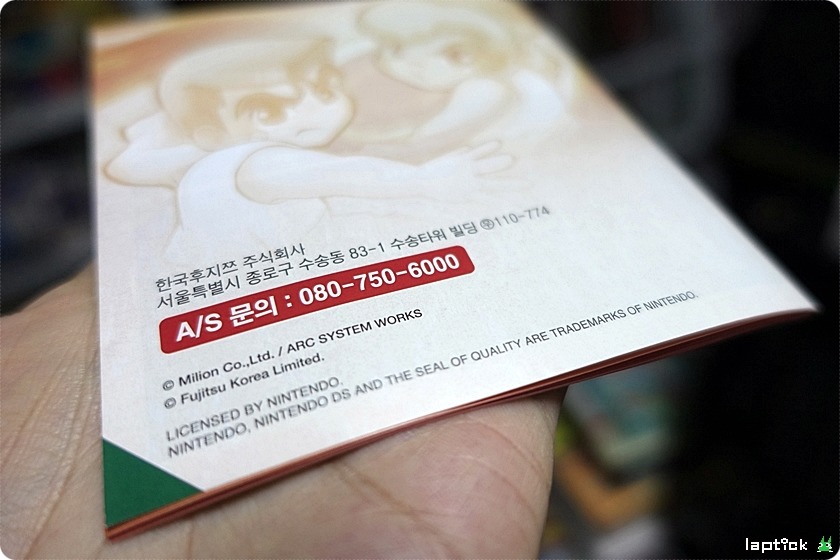 한국후지쯔 주식회사
서울특별시 종로구 수송동 83-1 수송타워 빌딩 ㉾110-774
A/S 문의 : 080-750-6000
© Milion Co.,Ltd. / ARC SYSTEM WORKS
© Fujitsu Korea Limited.
LICENSED BY NINTENDO.
NINTENDO, NINTENDO DS AND THE SEAL OF QUALITY ARE TRADEMARKS OF NINTENDO.
laptick